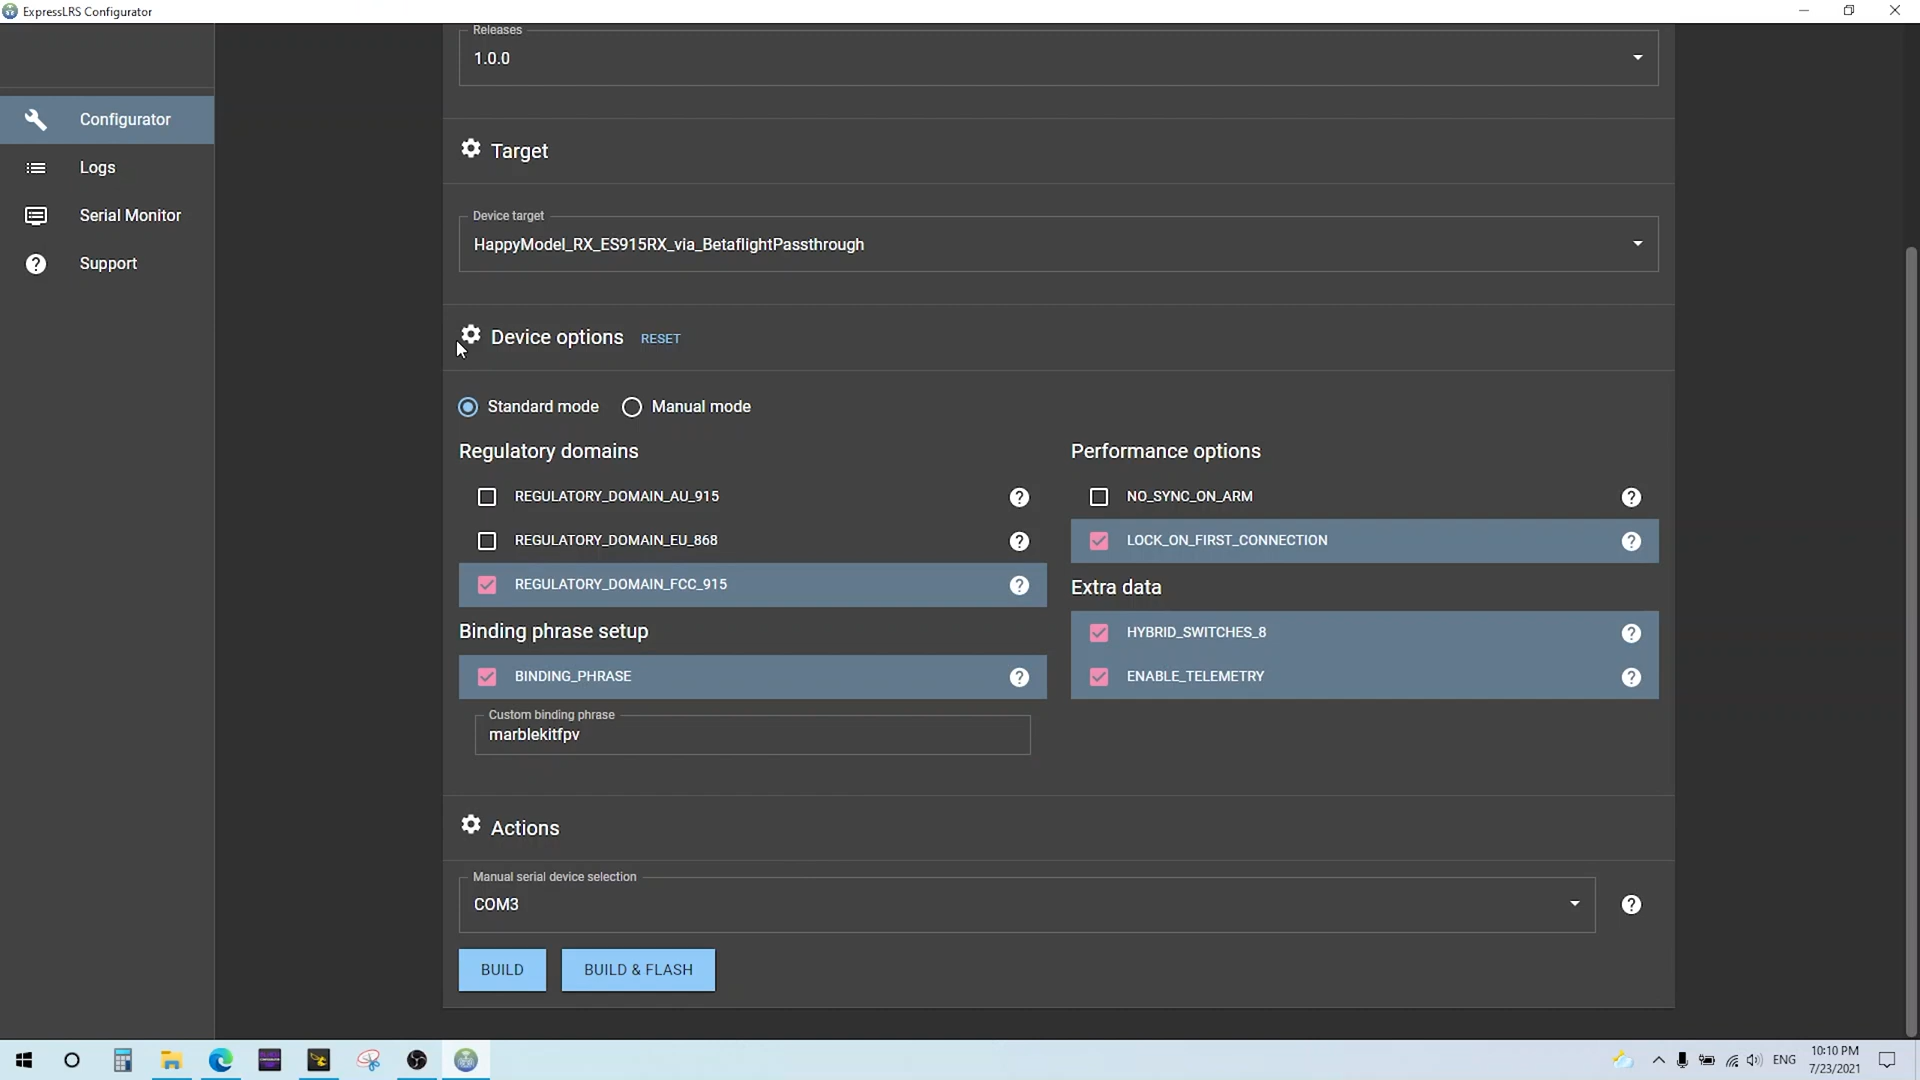 ExpressLRS Configurator
Releases
1.0.0
Configurator
Logs
Serial Monitor
Support
Target
Device target
HappyModel_RX_ES915RX_via_BetaflightPassthrough
Device options RESET
Standard mode Manual mode
Regulatory domains
REGULATORY_DOMAIN_AU_915
REGULATORY_DOMAIN_EU_868
REGULATORY_DOMAIN_FCC_915
Binding phrase setup
BINDING_PHRASE
Custom binding phrase
marblekitfpv
Performance options
NO_SYNC_ON_ARM
LOCK_ON_FIRST_CONNECTION
Extra data
HYBRID_SWITCHES_8
ENABLE_TELEMETRY
Actions
Manual serial device selection
COM3
BUILD BUILD & FLASH
ENG
10:10 PM
7/23/2021